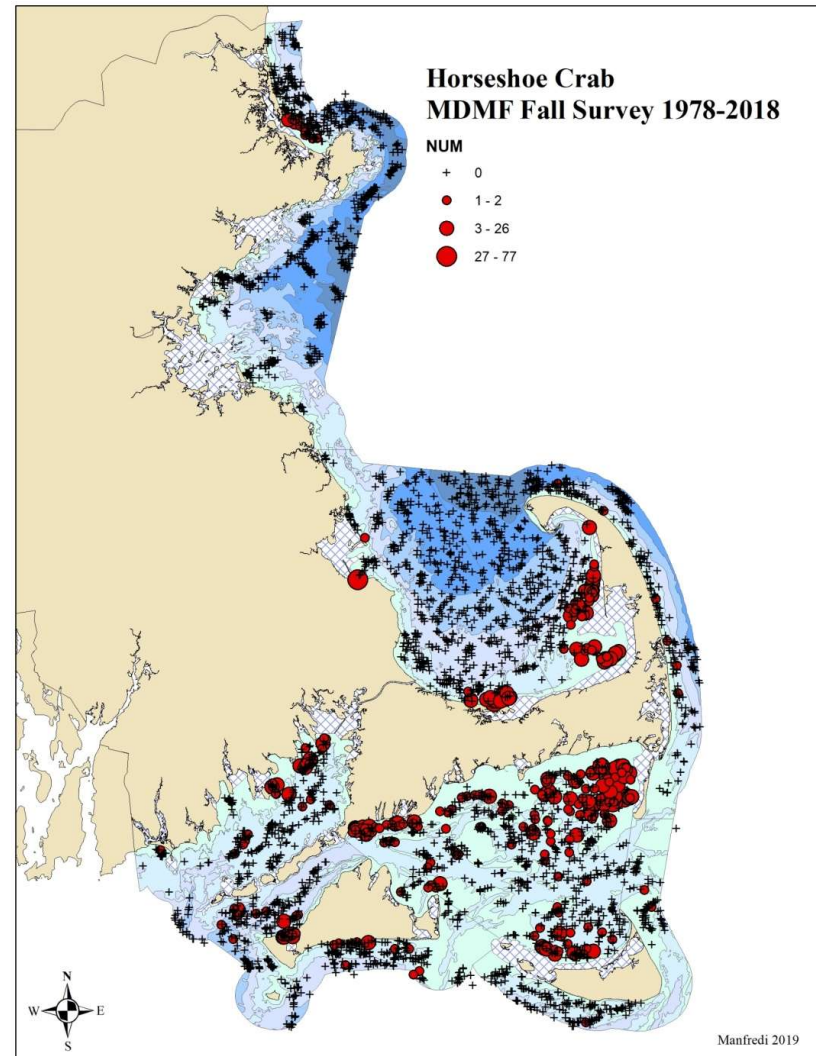 Horseshoe Crab
MDMF Fall Survey 1978-2018
NUM
0
1 - 2
3 - 26
27 - 77
N
W E
S
Manfredi 2019